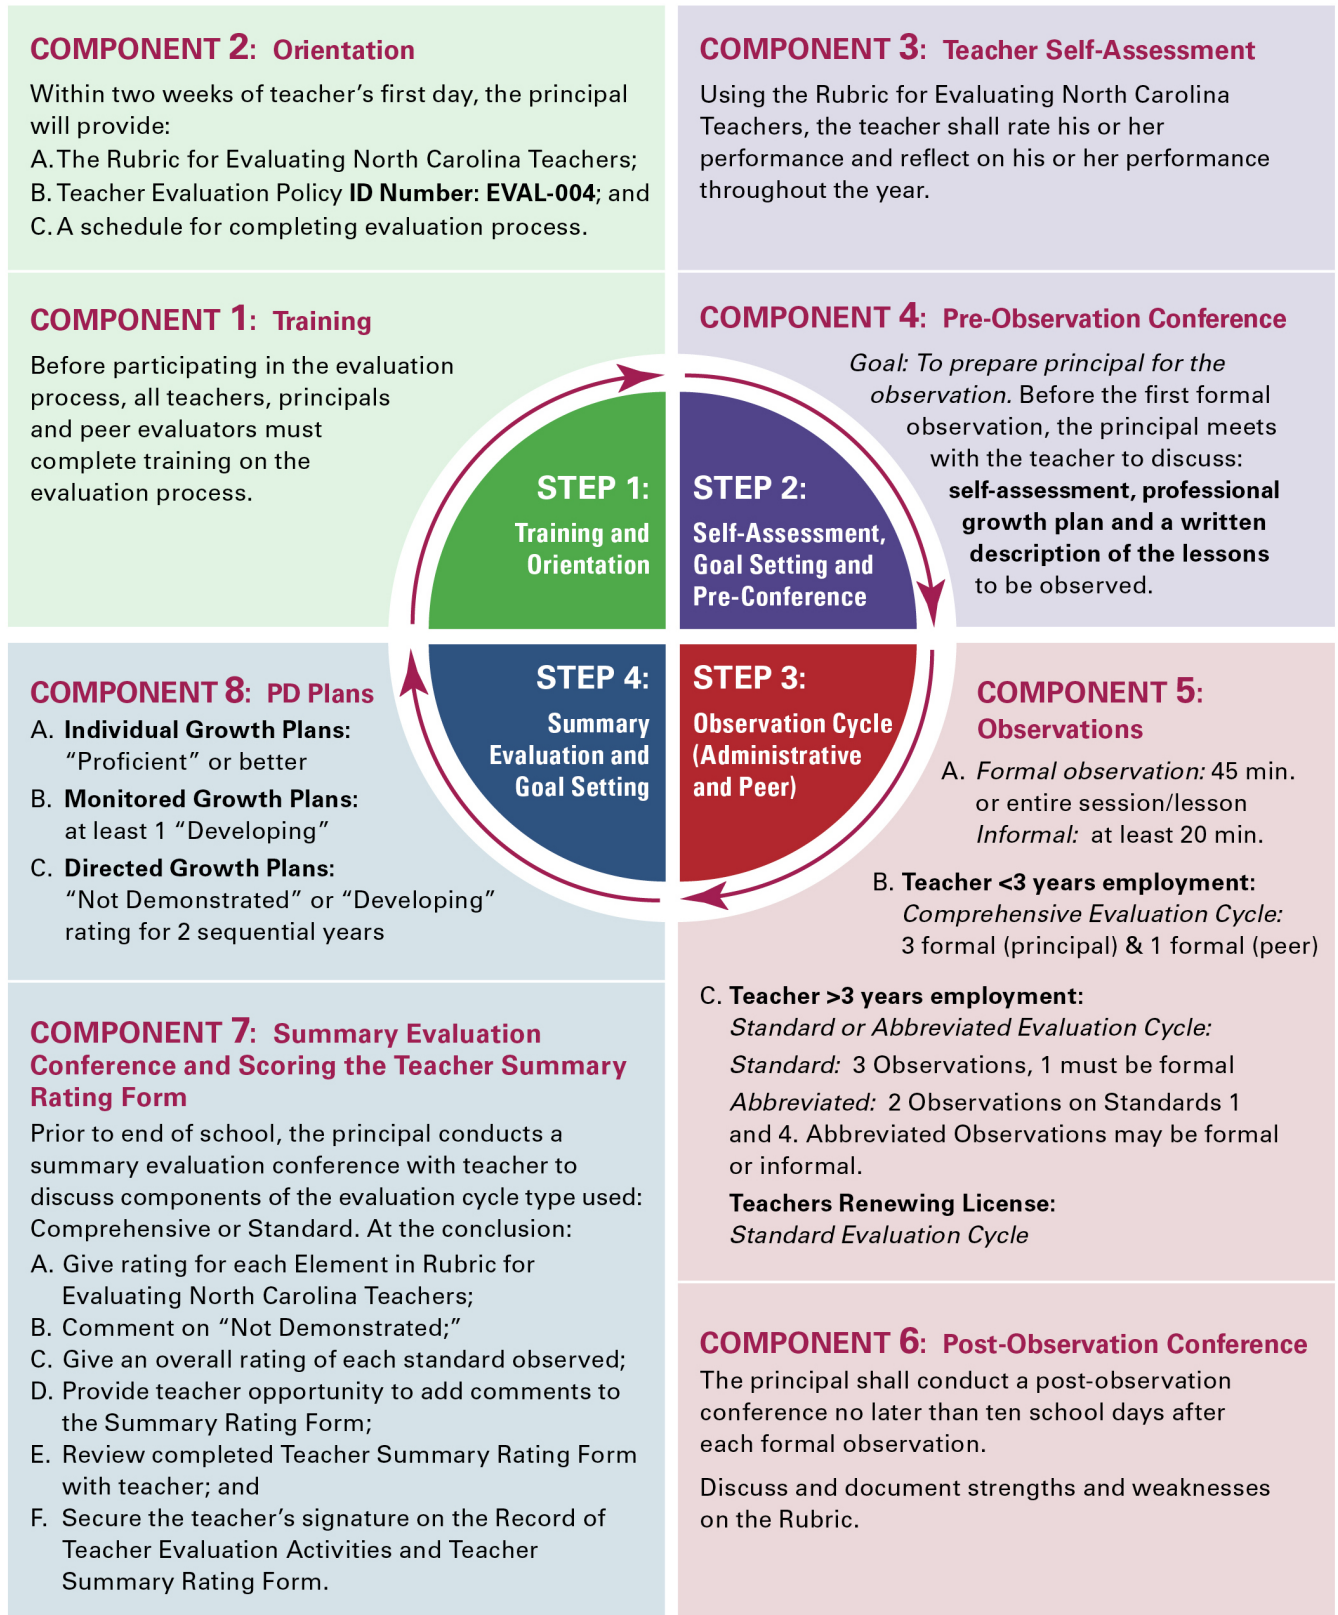 COMPONENT 2: Orientation
Within two weeks of teacher’s first day, the principal
will provide:
A. The Rubric for Evaluating North Carolina Teachers;
B. Teacher Evaluation Policy ID Number: EVAL-004; and
C. A schedule for completing evaluation process.
COMPONENT 3: Teacher Self-Assessment
Using the Rubric for Evaluating North Carolina
Teachers, the teacher shall rate his or her
performance and reflect on his or her performance
throughout the year.
COMPONENT 1: Training
Before participating in the evaluation
process, all teachers, principals
and peer evaluators must
complete training on the
evaluation process.
COMPONENT 4: Pre-Observation Conference
Goal: To prepare principal for the
observation. Before the first formal
observation, the principal meets
with the teacher to discuss:
self-assessment, professional
growth plan and a written
description of the lessons
to be observed.
STEP 1:
Training and
Orientation
STEP 2:
Self-Assessment,
Goal Setting and
Pre-Conference
STEP 4:
Summary
Evaluation and
Goal Setting
STEP 3:
Observation Cycle
(Administrative
and Peer)
COMPONENT 8: PD Plans
A. Individual Growth Plans:
“Proficient” or better
B. Monitored Growth Plans:
at least 1 “Developing”
C. Directed Growth Plans:
“Not Demonstrated” or “Developing”
rating for 2 sequential years
COMPONENT 5:
Observations
A. Formal observation: 45 min.
or entire session/lesson
Informal: at least 20 min.
B. Teacher <3 years employment:
Comprehensive Evaluation Cycle:
3 formal (principal) & 1 formal (peer)
C. Teacher >3 years employment:
Standard or Abbreviated Evaluation Cycle:
Standard: 3 Observations, 1 must be formal
Abbreviated: 2 Observations on Standards 1
and 4. Abbreviated Observations may be formal
or informal.
Teachers Renewing License:
Standard Evaluation Cycle
COMPONENT 7: Summary Evaluation
Conference and Scoring the Teacher Summary
Rating Form
Prior to end of school, the principal conducts a
summary evaluation conference with teacher to
discuss components of the evaluation cycle type used:
Comprehensive or Standard. At the conclusion:
A. Give rating for each Element in Rubric for
Evaluating North Carolina Teachers;
B. Comment on “Not Demonstrated;”
C. Give an overall rating of each standard observed;
D. Provide teacher opportunity to add comments to
the Summary Rating Form;
E. Review completed Teacher Summary Rating Form
with teacher; and
F. Secure the teacher’s signature on the Record of
Teacher Evaluation Activities and Teacher
Summary Rating Form.
COMPONENT 6: Post-Observation Conference
The principal shall conduct a post-observation
conference no later than ten school days after
each formal observation.
Discuss and document strengths and weaknesses
on the Rubric.